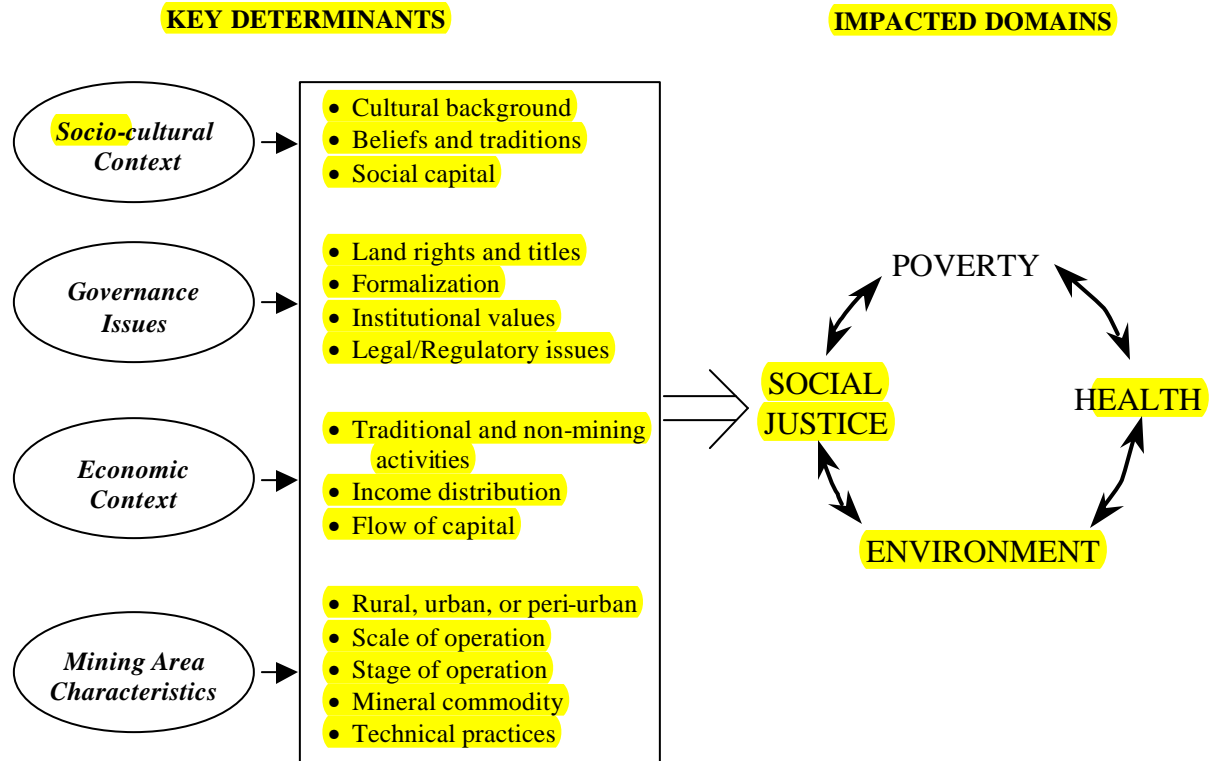 KEY DETERMINANTS
IMPACTED DOMAINS
Socio-cultural
Context
• Cultural background
• Beliefs and traditions
• Social capital
Governance
Issues
• Land rights and titles
• Formalization
• Institutional values
• Legal/Regulatory issues
Economic
Context
• Traditional and non-mining
activities
• Income distribution
• Flow of capital
Mining Area
Characteristics
• Rural, urban, or peri-urban
• Scale of operation
• Stage of operation
• Mineral commodity
• Technical practices
POVERTY
SOCIAL
JUSTICE
HEALTH
ENVIRONMENT